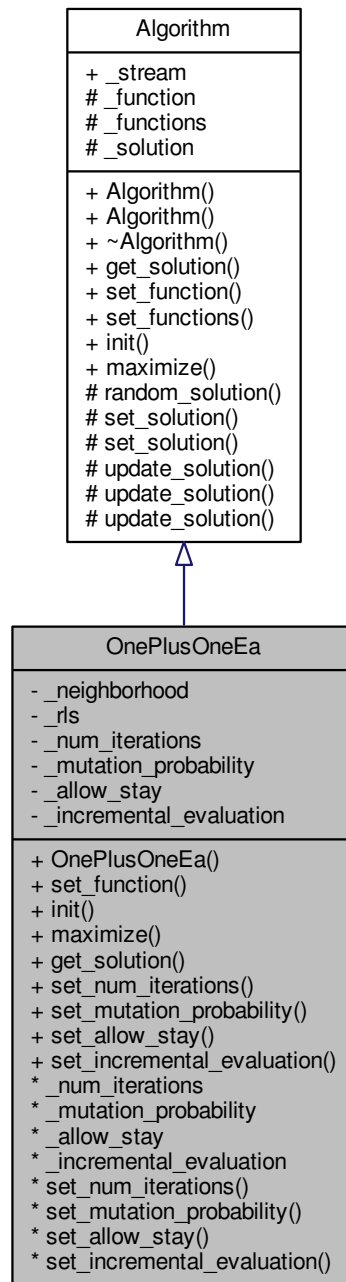 Algorithm
+ _stream
# _function
# _functions
# _solution
+ Algorithm()
+ Algorithm()
+ ~Algorithm()
+ get_solution()
+ set_function()
+ set_functions()
+ init()
+ maximize()
# random_solution()
# set_solution()
# set_solution()
# update_solution()
# update_solution()
# update_solution()
OnePlusOneEa
- _neighborhood
- _rls
- _num_iterations
- _mutation_probability
- _allow_stay
- _incremental_evaluation
+ OnePlusOneEa()
+ set_function()
+ init()
+ maximize()
+ get_solution()
+ set_num_iterations()
+ set_mutation_probability()
+ set_allow_stay()
+ set_incremental_evaluation()
* _num_iterations
* _mutation_probability
* _allow_stay
* _incremental_evaluation
* set_num_iterations()
* set_mutation_probability()
* set_allow_stay()
* set_incremental_evaluation()